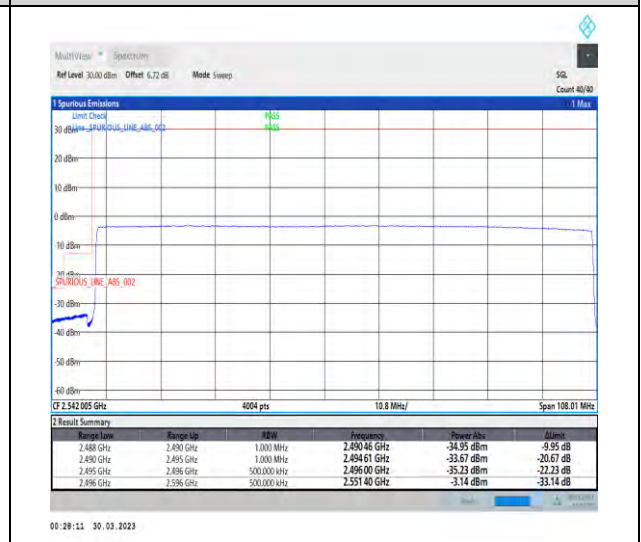 MultiView Spectrum
Ref Level 30.00 dBm Offset 6.72 dB Mode Sweep SGL
Count 40/40
1 Spurious Emissions 1 Max
Limit Check PASS
30 dBm Line _SPURIOUS_LINE_ABS_002 PASS
20 dBm
10 dBm
0 dBm
-10 dBm
-20 dBm
_SPURIOUS_LINE_ABS_002
-30 dBm
-40 dBm
-50 dBm
-60 dBm
CF 2.542 005 GHz 4004 pts 10.8 MHz/ Span 108.01 MHz
2 Result Summary
Range Low Range Up RBW Frequency Power Abs ΔLimit
2.488 GHz 2.490 GHz 1.000 MHz 2.490 46 GHz -34.95 dBm -9.95 dB
2.490 GHz 2.495 GHz 1.000 MHz 2.494 61 GHz -33.67 dBm -20.67 dB
2.495 GHz 2.496 GHz 500.000 kHz 2.496 00 GHz -35.23 dBm -22.23 dB
2.496 GHz 2.596 GHz 500.000 kHz 2.551 40 GHz -3.14 dBm -33.14 dB
00:28:11 30.03.2023